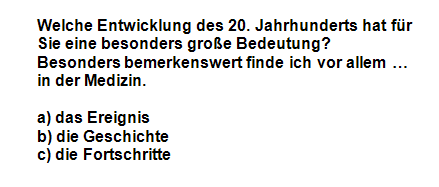 Welche Entwicklung des 20. Jahrhunderts hat für
Sie eine besonders große Bedeutung?
Besonders bemerkenswert finde ich vor allem ...
in der Medizin.
a) das Ereignis
b) die Geschichte
c) die Fortschritte